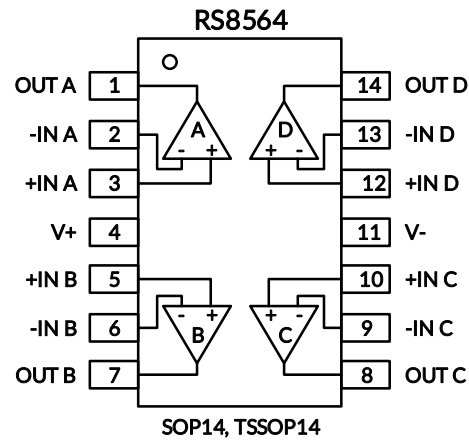 RS8564
OUT A 1 14 OUT D
-IN A 2 A D 13 -IN D
- + + -
+IN A 3 12 +IN D
V+ 4 11 V-
+IN B 5 10 +IN C
- + + -
-IN B 6 B C 9 -IN C
OUT B 7 8 OUT C
SOP14, TSSOP14